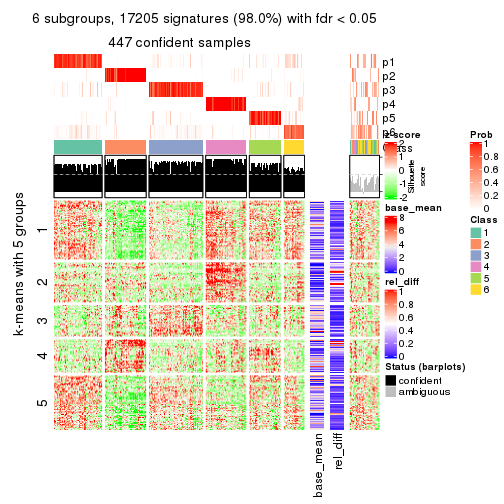 6 subgroups, 17205 signatures (98.0%) with fdr < 0.05
447 confident samples
p1
p2
p3
p4
p5
p6
Class
Silhouette
score
k-means with 5 groups
1
2
3
4
5
base_mean
rel_diff
z-score
2
1
0
-1
-2
base_mean
8
6
4
2
0
rel_diff
1
0.8
0.6
0.4
0.2
0
Status (barplots)
confident
ambiguous
Prob
1
0.8
0.6
0.4
0.2
0
Class
1
2
3
4
5
6